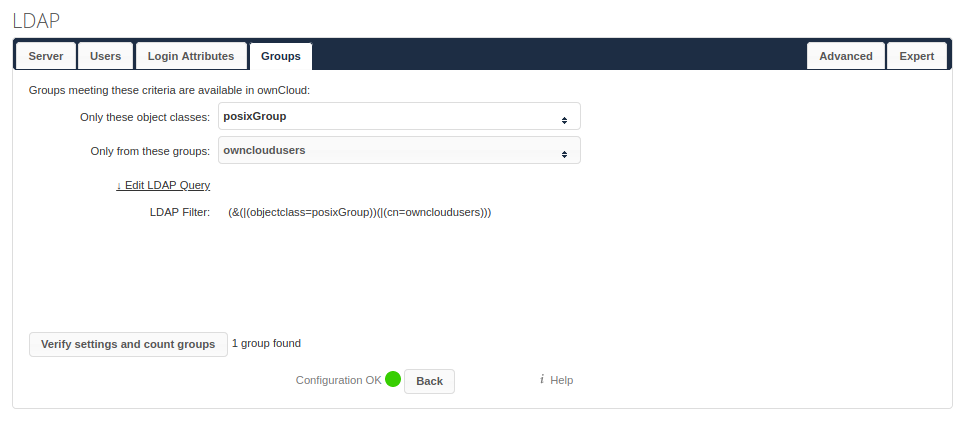 LDAP
Server Users Login Attributes Groups Advanced Expert
Groups meeting these criteria are available in ownCloud:
Only these object classes: posixGroup
Only from these groups: owncloudusers
↓ Edit LDAP Query
LDAP Filter: (&(|(objectclass=posixGroup))(|(cn=owncloudusers)))
Verify settings and count groups 1 group found
Configuration OK Back i Help